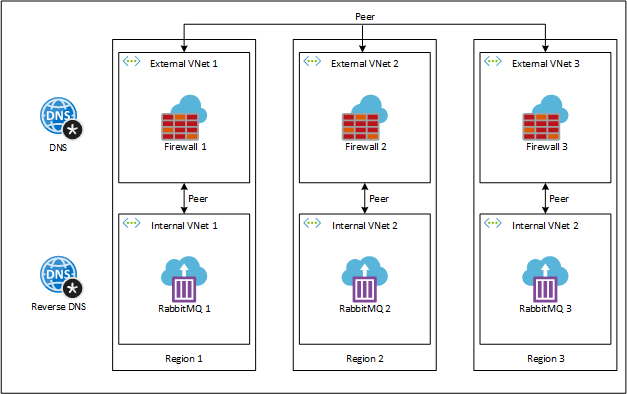 Peer
External VNet 1
External VNet 2
External VNet 3
DNS
DNS
Firewall 1
Firewall 2
Firewall 3
Peer
Peer
Peer
Internal VNet 1
Internal VNet 2
Internal VNet 2
DNS
Reverse DNS
RabbitMQ 1
RabbitMQ 2
RabbitMQ 3
Region 1
Region 2
Region 3